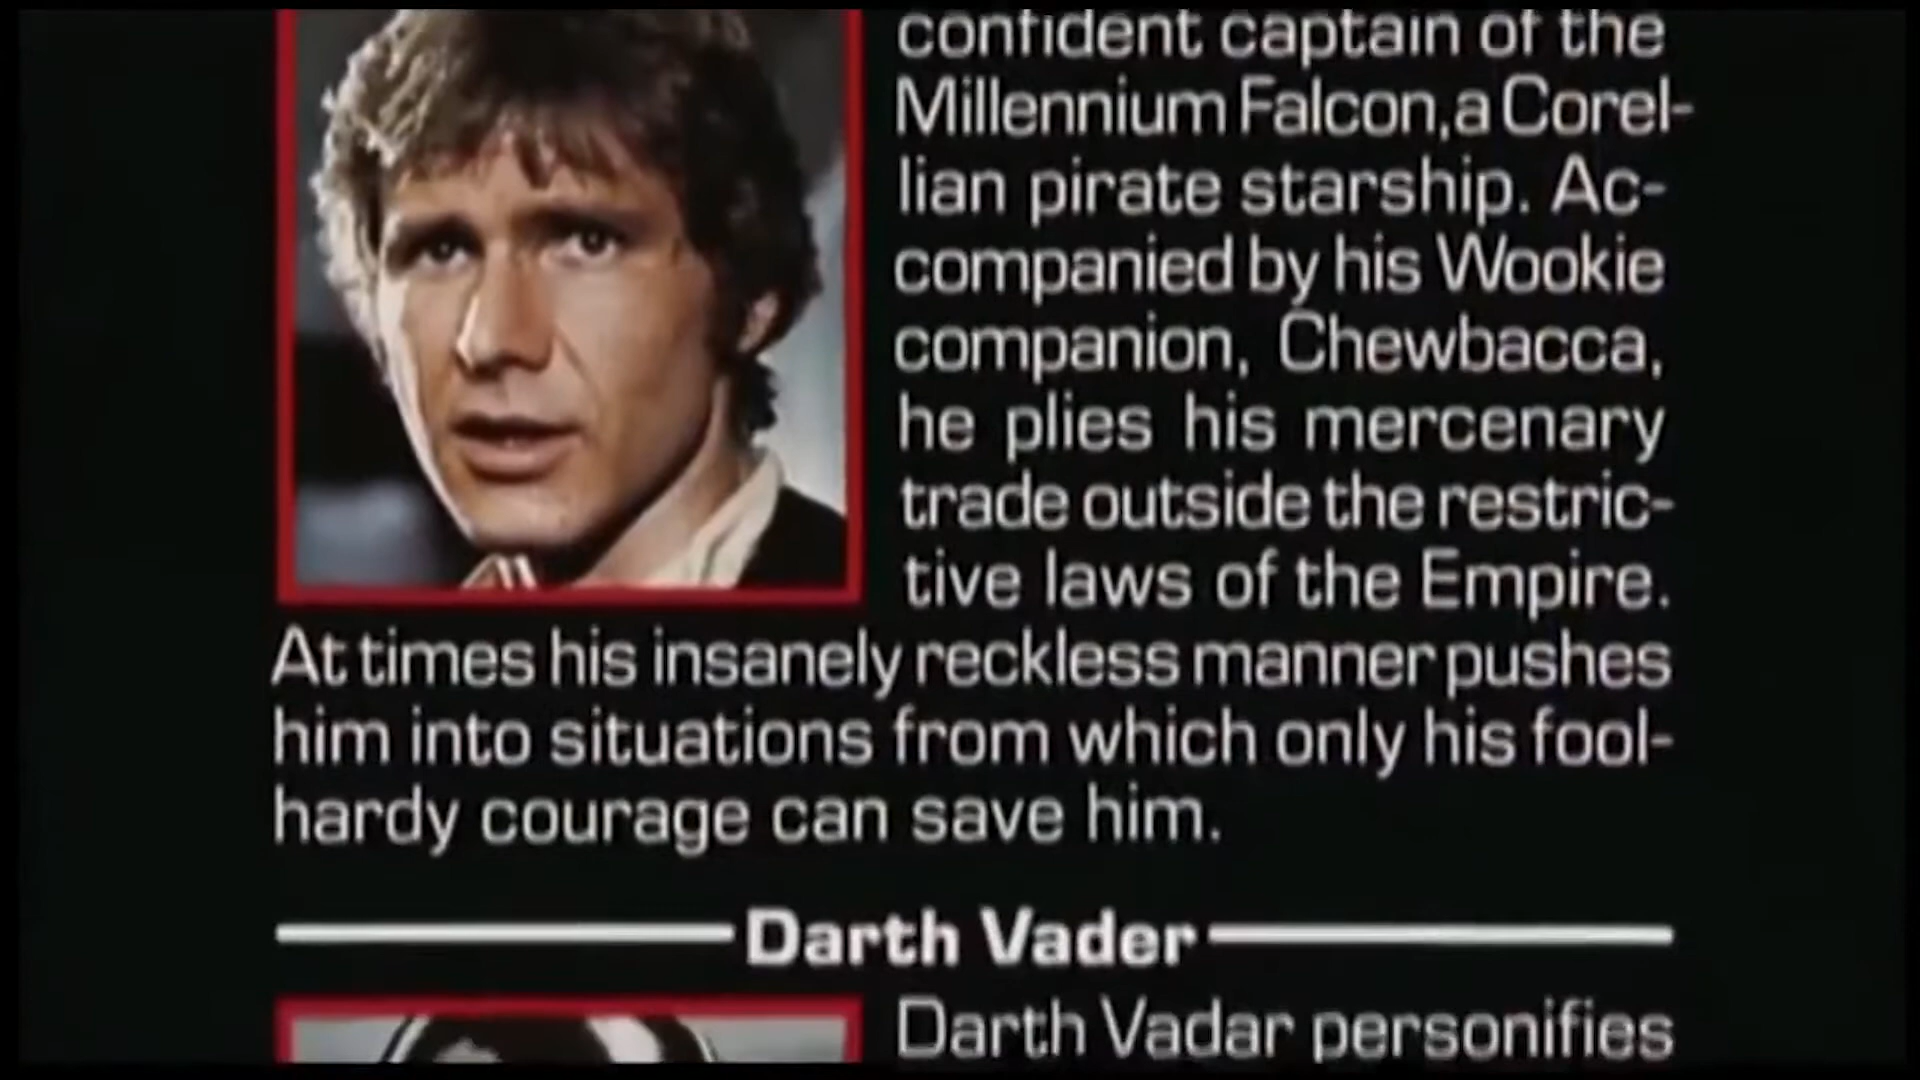 confident captain of the
Millennium Falcon,a Corel-
lian pirate starship. Ac-
companied by his Wookie
companion, Chewbacca,
he plies his mercenary
trade outside the restric-
tive laws of the Empire.
At times his insanely reckless manner pushes
him into situations from which only his fool-
hardy courage can save him.
Darth Vader
Darth Vadar personifies